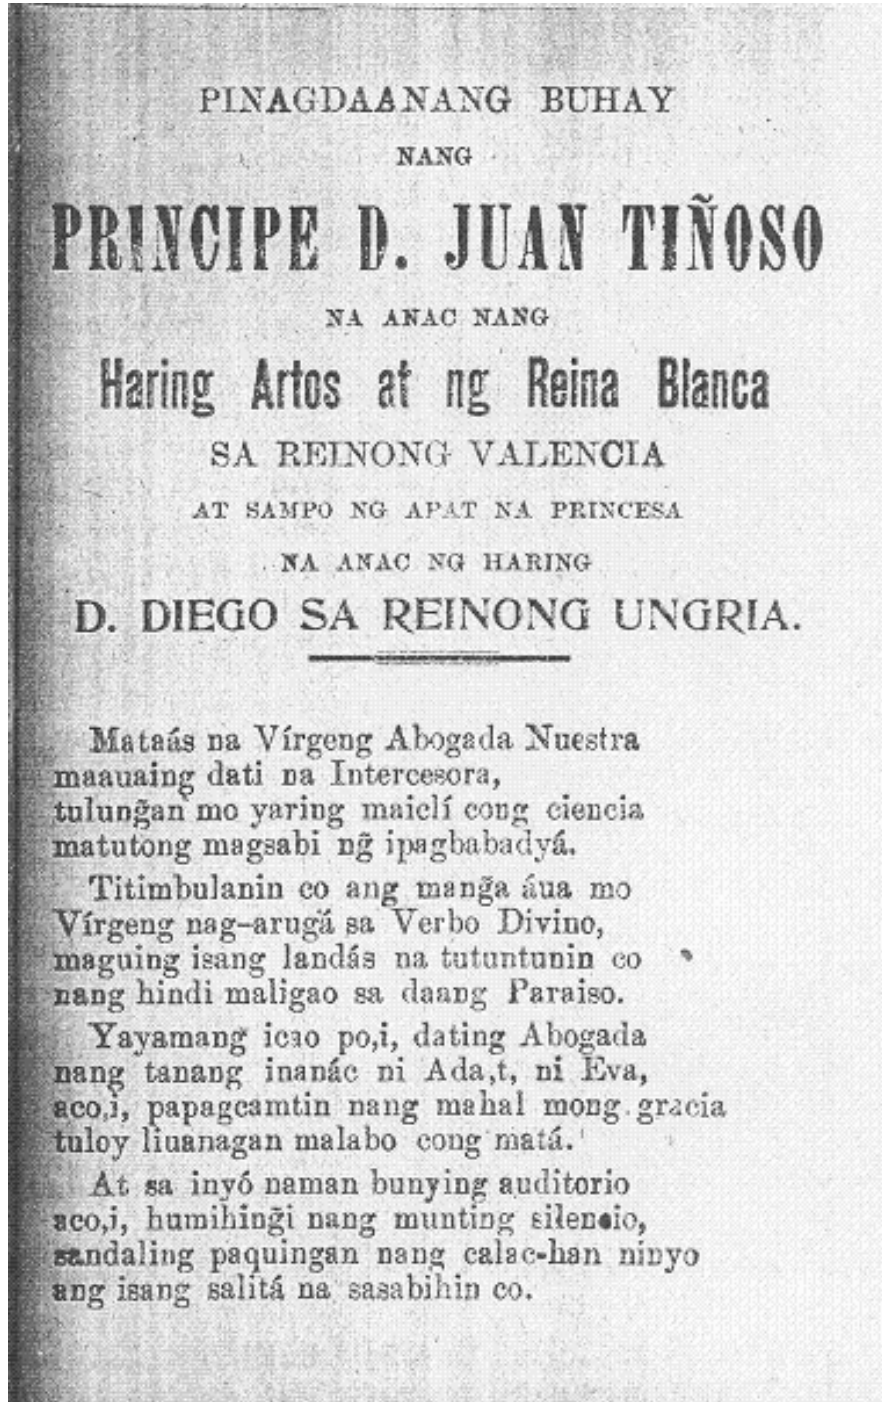 PINAGDAANANG BUHAY
NANG
PRINCIPE D. JUAN TIÑOSO
NA ANAC NANG
Haring Artos at ng Reina Blanca
SA REINONG VALENCIA
AT SAMPO NG APAT NA PRINCESA
NA ANAC NG HARING
D. DIEGO SA REINONG UNGRIA.
Mataás na Vírgeng Abogada Nuestra
maauaing dati na Intercesora,
tulung̃an mo yaring maiclí cong ciencia
matutong magsabi ng̃ ipagbabadyá.
Titimbulanin co ang mang̃a áua mo
Vírgeng nag-arugá sa Verbo Divino,
maguing isang landás na tutuntunin co
nang hindi maligao sa daang Paraiso.
Yayamang icao po,i, dating Abogada
nang tanang inanác ni Ada,t, ni Eva,
aco,i, papagcamtin nang mahal mong gracia
tuloy liuanagan malabo cong matá.
At sa inyó naman bunying auditorio
aco,i, humihing̃i nang munting silencio,
sandaling paquingan nang calac-han ninyo
ang isang salitá na sasabihin co.